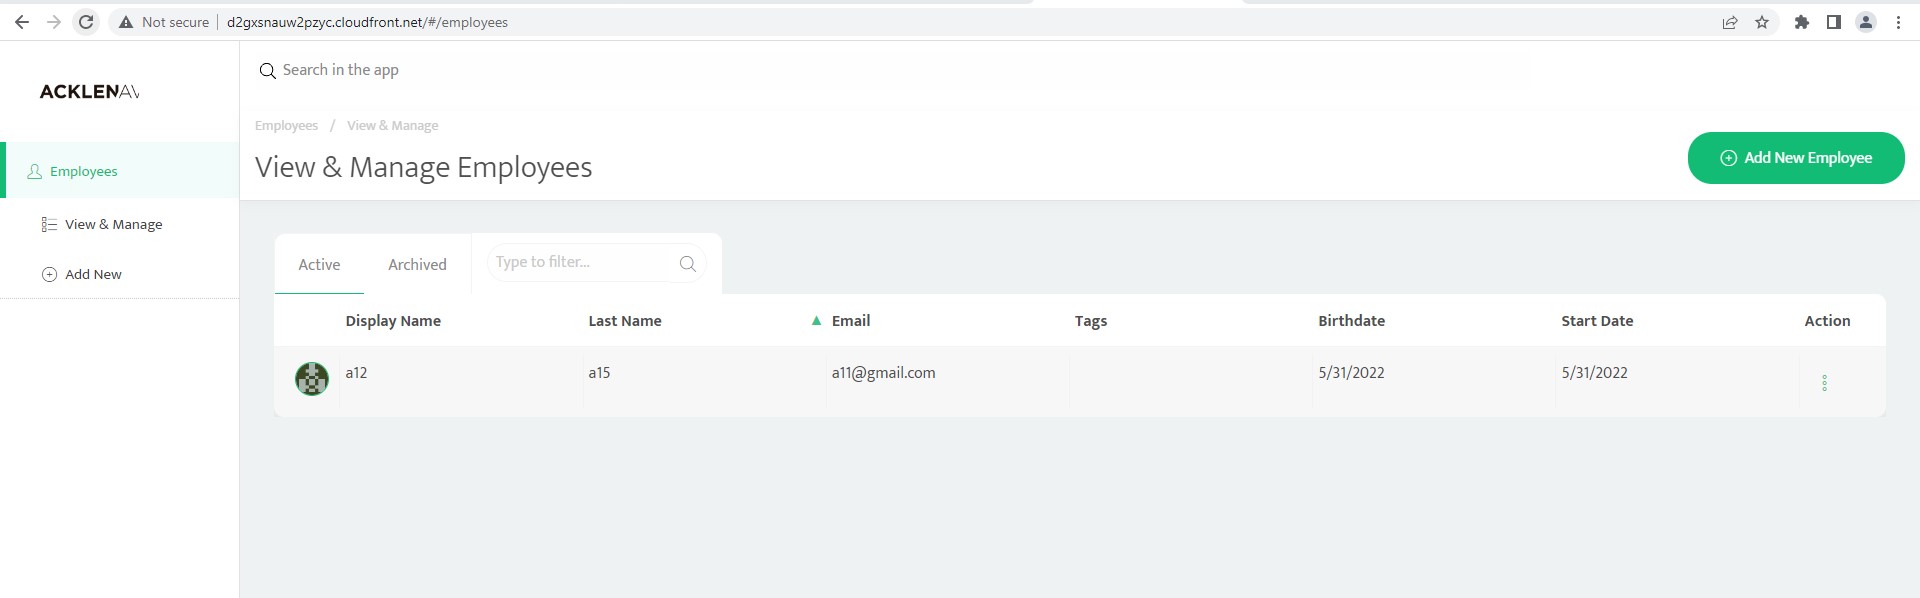 Not secure | d2gxsnauw2pzyc.cloudfront.net/#/employees
ACKLENAV
Search in the app
Employees / View & Manage
View & Manage Employees
Add New Employee
Employees
View & Manage
Add New
Active Archived Type to filter...
Display Name Last Name Email Tags Birthdate Start Date Action
a12 a15 a11@gmail.com 5/31/2022 5/31/2022